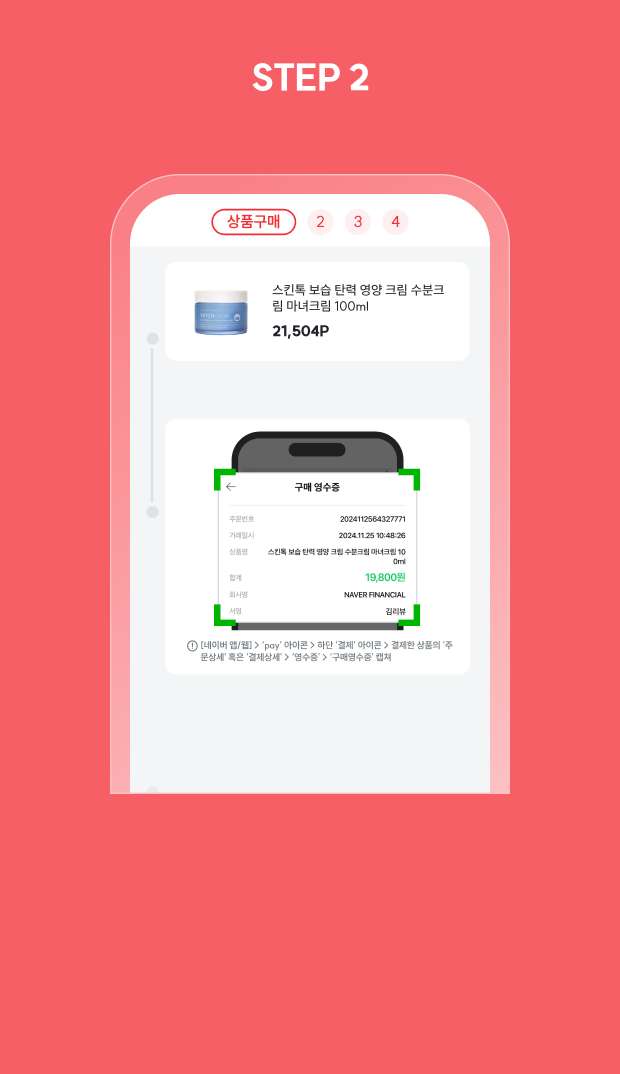 STEP 2
상품구매 2 3 4
스킨톡 보습 탄력 영양 크림 수분크
림 마녀크림 100ml
21,504P
구매 영수증
주문번호 2024112564327771
거래일시 2024.11.25 10:48:26
상품명 스킨톡 보습 탄력 영양 크림 수분크림 마녀크림 10
0ml
합계 19,800원
회사명 NAVER FINANCIAL
서명 김리뷰
[네이버 앱/웹] > 'pay' 아이콘 > 하단 '결제' 아이콘 > 결제한 상품의 '주
문상세' 혹은 '결제상세' > '영수증' > '구매영수증' 캡쳐